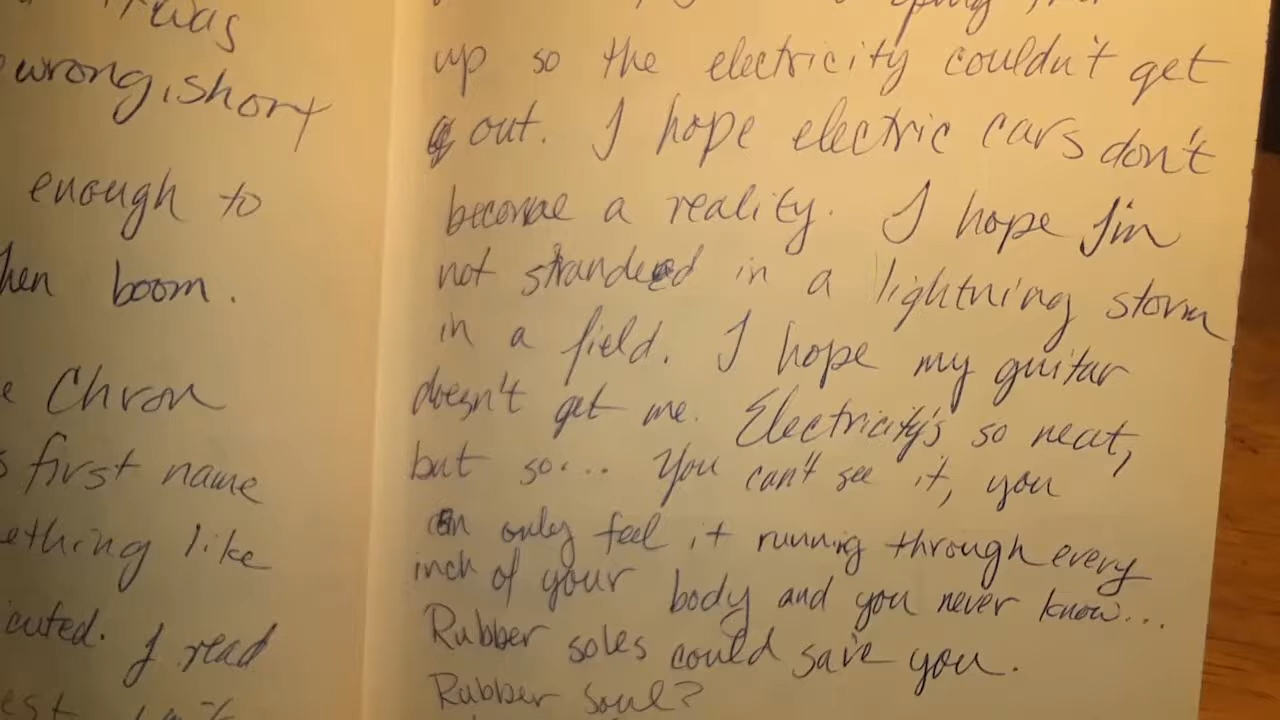 was
wrong, short
enough to
hen boom.
Chron
first name
ething like
cuted. I read
up so the electricity couldn't get
out. I hope electric cars don't
become a reality. I hope I'm
not stranded in a lightning storm
in a field. I hope my guitar
doesn't get me. Electricity's so neat,
but so.... You can't see it, you
can only feel it running through every
inch of your body and you never know...
Rubber soles could save you.
Rubber Soul?